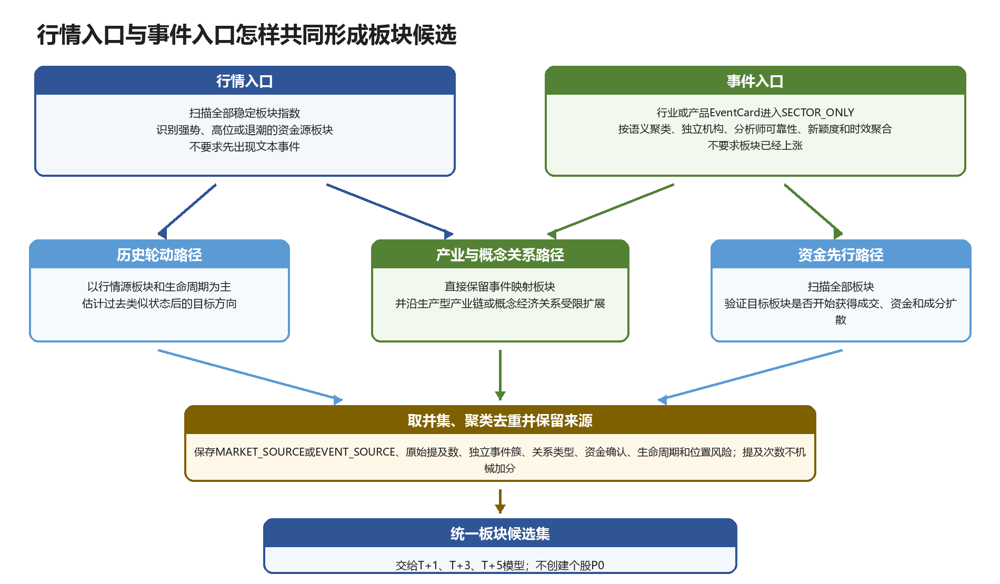 行情入口与事件入口怎样共同形成板块候选
行情入口
扫描全部稳定板块指数
识别强势、高位或退潮的资金源板块
不要求先出现文本事件
事件入口
行业或产品EventCard进入SECTOR_ONLY
按语义聚类、独立机构、分析师可靠性、新颖度和时效聚合
不要求板块已经上涨
历史轮动路径
以行情源板块和生命周期为主
估计过去类似状态后的目标方向
产业与概念关系路径
直接保留事件映射板块
并沿生产型产业链或概念经济关系受限扩展
资金先行路径
扫描全部板块
验证目标板块是否开始获得成交、资金和成分扩
散
取并集、聚类去重并保留来源
保存MARKET_SOURCE或EVENT_SOURCE、原始提及数、独立事件簇、关系类型、资金确认、生命周期和位置风险；提及次数不机
械加分
统一板块候选集
交给T+1、T+3、T+5模型；不创建个股P0